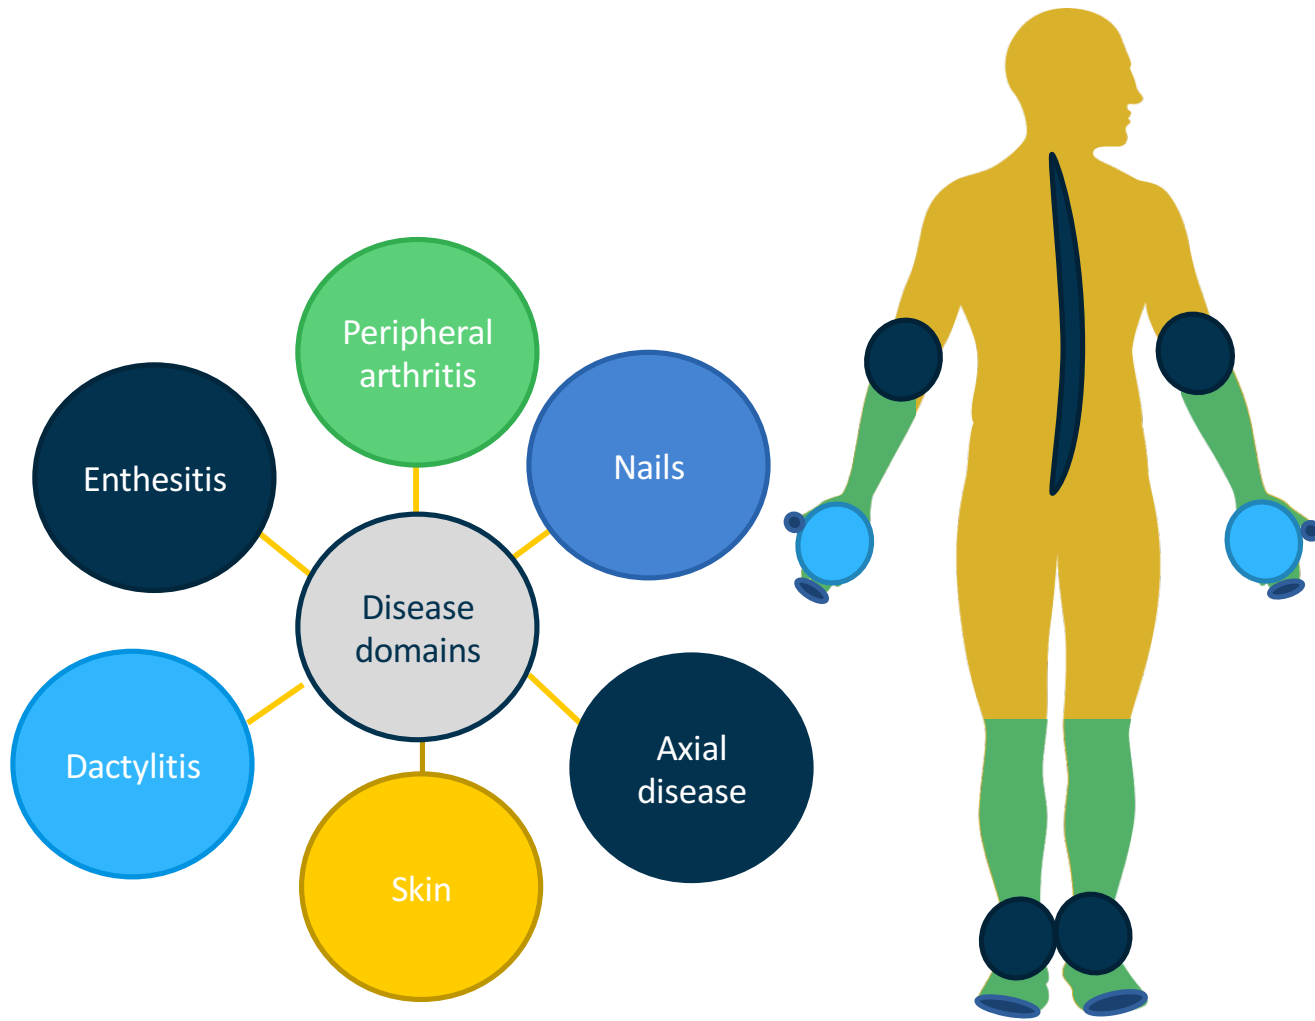 Peripheral
arthritis
Nails
Enthesitis
Disease
domains
Axial
disease
Dactylitis
Skin